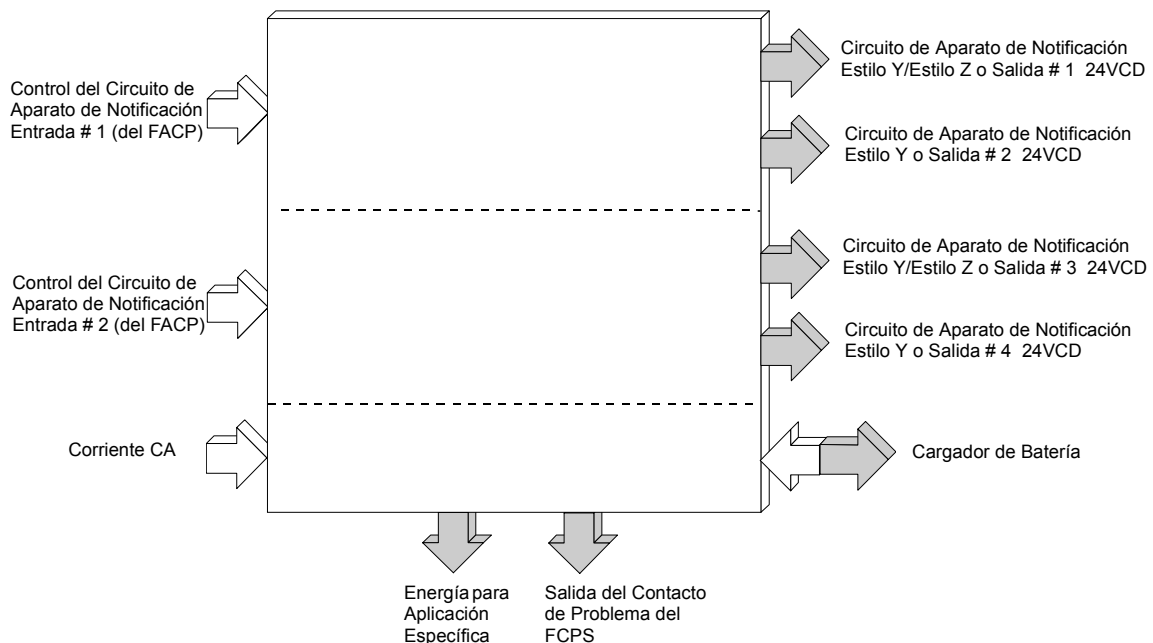 Control del Circuito de
Aparato de Notificación
Entrada # 1 (del FACP)
Circuito de Aparato de Notificación
Estilo Y/Estilo Z o Salida # 1 24VCD
Circuito de Aparato de Notificación
Estilo Y o Salida # 2 24VCD
Control del Circuito de
Aparato de Notificación
Entrada # 2 (del FACP)
Circuito de Aparato de Notificación
Estilo Y/Estilo Z o Salida # 3 24VCD
Circuito de Aparato de Notificación
Estilo Y o Salida # 4 24VCD
Corriente CA
Cargador de Batería
Energía para
Aplicación
Específica
Salida del Contacto
de Problema del
FCPS